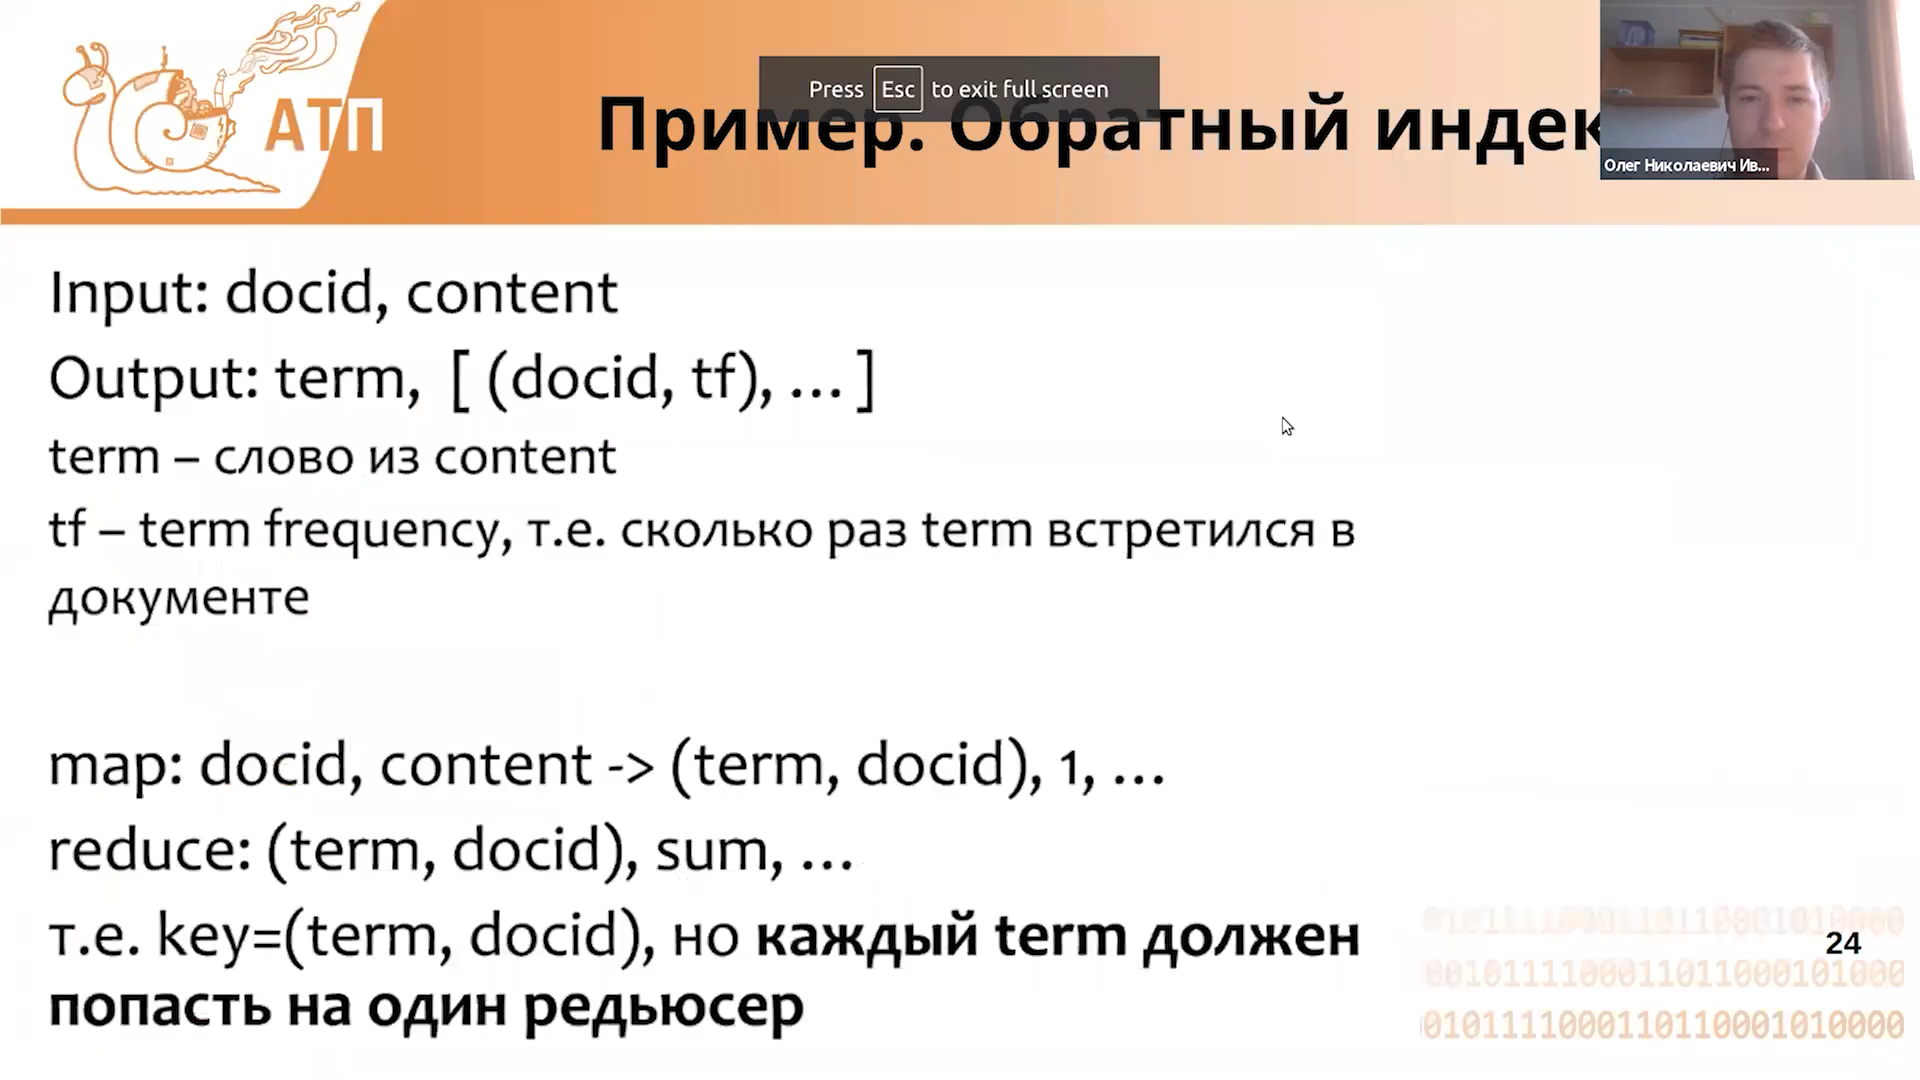 АТП
Press Esc to exit full screen
Пример. Обратный индек
Олег Николаевич Ив...
Input: docid, content
Output: term, [ (docid, tf), … ]
term – слово из content
tf – term frequency, т.е. сколько раз term встретился в
документе
map: docid, content -> (term, docid), 1, …
reduce: (term, docid), sum, …
т.е. key=(term, docid), но каждый term должен
попасть на один редьюсер
24